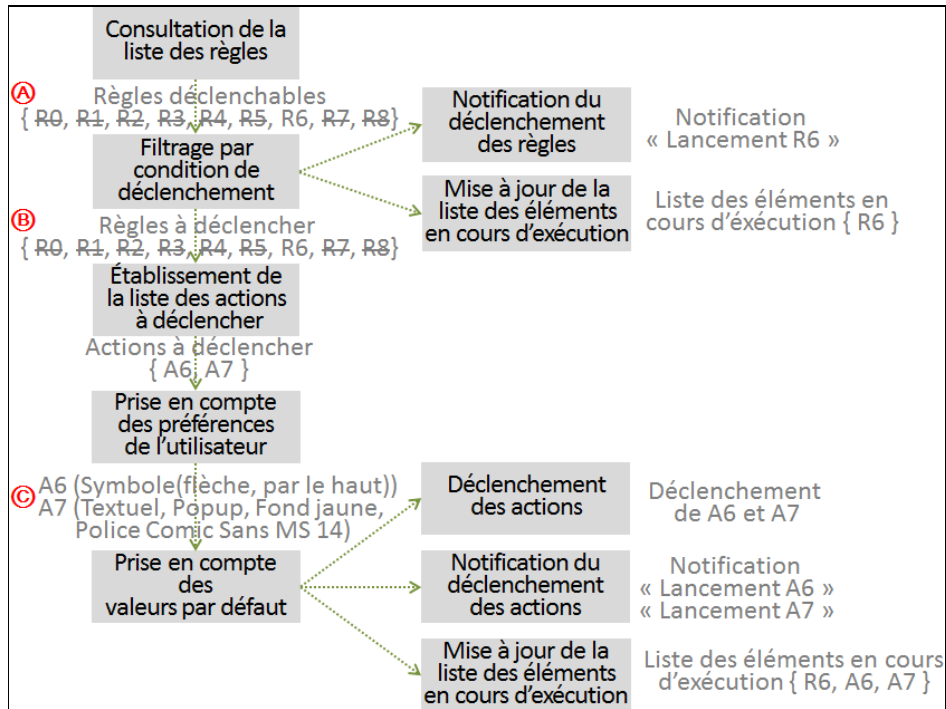 Consultation de la
liste des règles
Ⓐ Règles déclenchables
{ R0, R1, R2, R3, R4, R5, R6, R7, R8}
Filtrage par
condition de
déclenchement
Notification du
déclenchement
des règles
Notification
« Lancement R6 »
Mise à jour de la
liste des éléments
en cours d'exécution
Liste des éléments en
cours d'éxécution { R6 }
Ⓑ Règles à déclencher
{ R0, R1, R2, R3, R4, R5, R6, R7, R8}
Établissement de
la liste des actions
à déclencher
Actions à déclencher
{ A6, A7 }
Prise en compte
des préférences
de l'utilisateur
Ⓒ A6 (Symbole(flèche, par le haut))
A7 (Textuel, Popup, Fond jaune,
Police Comic Sans MS 14)
Prise en compte
des
valeurs par défaut
Déclenchement
des actions
Déclenchement
de A6 et A7
Notification du
déclenchement
des actions
Notification
« Lancement A6 »
« Lancement A7 »
Mise à jour de la
liste des éléments
en cours d'exécution
Liste des éléments en cours
d'exécution { R6, A6, A7 }